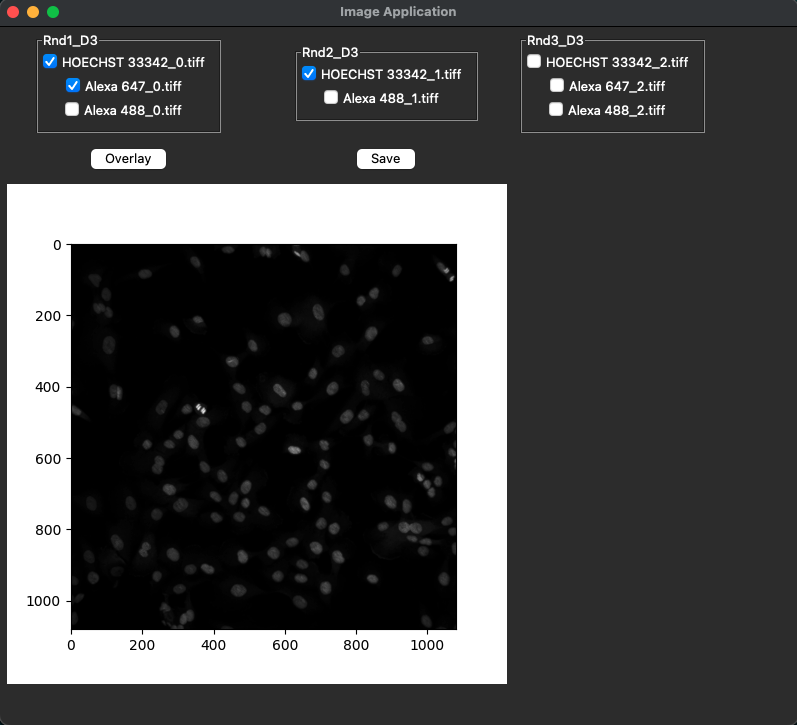 Image Application
Rnd1_D3
HOECHST 33342_0.tiff
Alexa 647_0.tiff
Alexa 488_0.tiff
Rnd2_D3
HOECHST 33342_1.tiff
Alexa 488_1.tiff
Rnd3_D3
HOECHST 33342_2.tiff
Alexa 647_2.tiff
Alexa 488_2.tiff
Overlay
Save
0
200
400
600
800
1000
0 200 400 600 800 1000